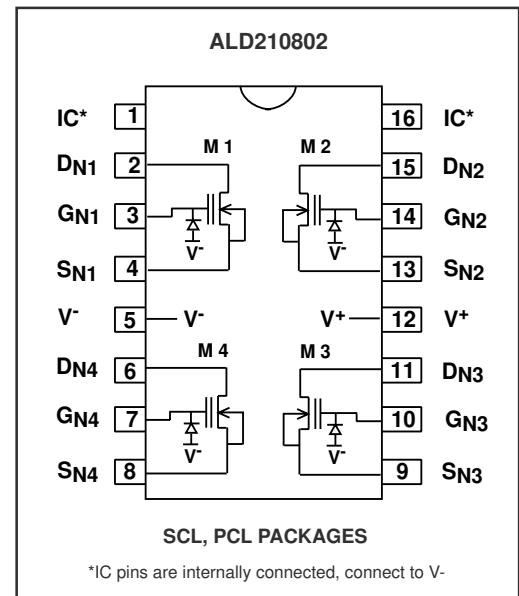 ALD210802
IC* 1 16 IC*
M 1 M 2
DN1 2 15 DN2
GN1 3 14 GN2
V- V-
SN1 4 13 SN2
V- 5 V- V+ 12 V+
M 4 M 3
DN4 6 11 DN3
GN4 7 10 GN3
V- V-
SN4 8 9 SN3
SCL, PCL PACKAGES
*IC pins are internally connected, connect to V-